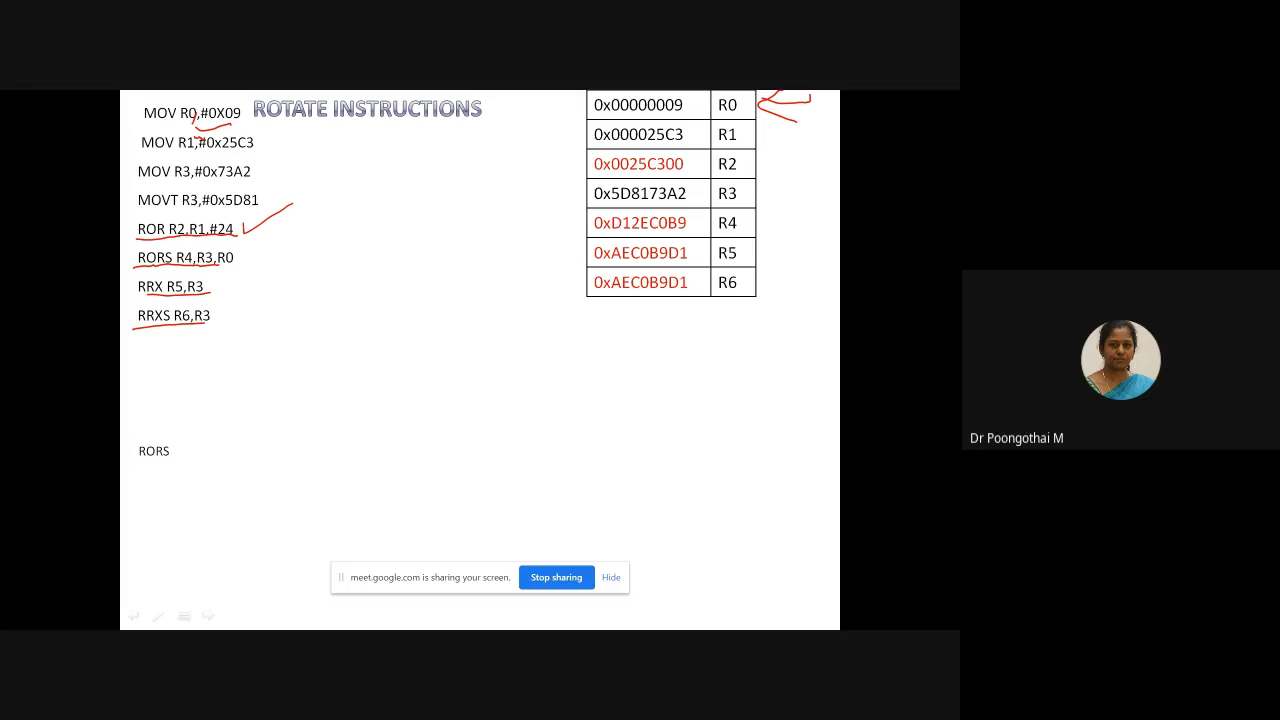 ROTATE INSTRUCTIONS
MOV R0,#0X09
MOV R1,#0x25C3
MOV R3,#0x73A2
MOVT R3,#0x5D81
ROR R2,R1,#24
RORS R4,R3,R0
RRX R5,R3
RRXS R6,R3
RORS
0x00000009 R0
0x000025C3 R1
0x0025C300 R2
0x5D8173A2 R3
0xD12EC0B9 R4
0xAEC0B9D1 R5
0xAEC0B9D1 R6
Dr Poongothai M
meet.google.com is sharing your screen. Stop sharing Hide